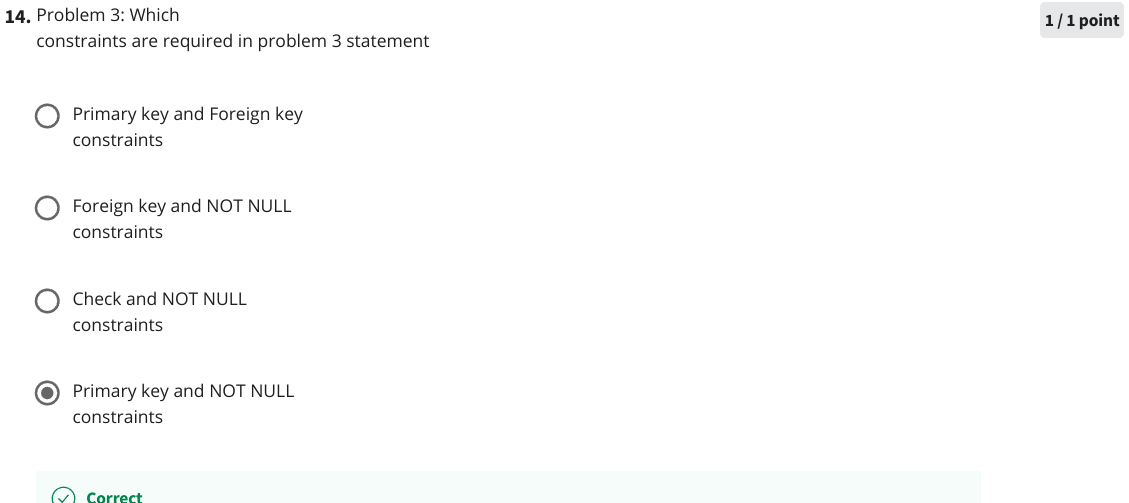 14. Problem 3: Which
1 / 1 point
constraints are required in problem 3 statement
Primary key and Foreign key
constraints
Foreign key and NOT NULL
constraints
Check and NOT NULL
constraints
Primary key and NOT NULL
constraints
Correct